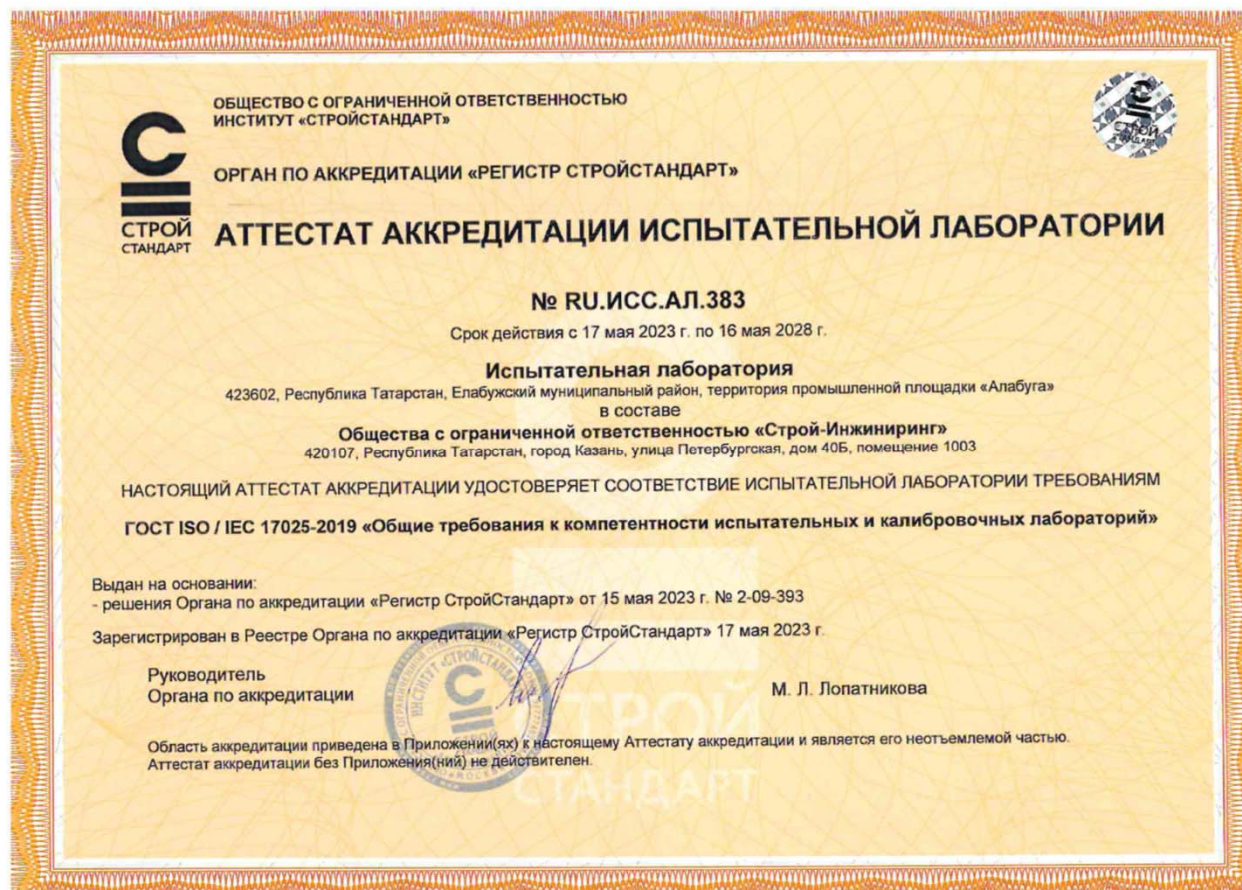 ОБЩЕСТВО С ОГРАНИЧЕННОЙ ОТВЕТСТВЕННОСТЬЮ
ИНСТИТУТ «СТРОЙСТАНДАРТ»
ОРГАН ПО АККРЕДИТАЦИИ «РЕГИСТР СТРОЙСТАНДАРТ»
СТРОЙ
СТАНДАРТ
АТТЕСТАТ АККРЕДИТАЦИИ ИСПЫТАТЕЛЬНОЙ ЛАБОРАТОРИИ
№ RU.ИСС.АЛ.383
Срок действия с 17 мая 2023 г. по 16 мая 2028 г.
Испытательная лаборатория
423602, Республика Татарстан, Елабужский муниципальный район, территория промышленной площадки «Алабуга»
в составе
Общества с ограниченной ответственностью «Строй-Инжиниринг»
420107, Республика Татарстан, город Казань, улица Петербургская, дом 40Б, помещение 1003
НАСТОЯЩИЙ АТТЕСТАТ АККРЕДИТАЦИИ УДОСТОВЕРЯЕТ СООТВЕТСТВИЕ ИСПЫТАТЕЛЬНОЙ ЛАБОРАТОРИИ ТРЕБОВАНИЯМ
ГОСТ ISO / IEC 17025-2019 «Общие требования к компетентности испытательных и калибровочных лабораторий»
Выдан на основании:
- решения Органа по аккредитации «Регистр СтройСтандарт» от 15 мая 2023 г. № 2-09-393
Зарегистрирован в Реестре Органа по аккредитации «Регистр СтройСтандарт» 17 мая 2023 г.
Руководитель
Органа по аккредитации
М. Л. Лопатникова
Область аккредитации приведена в Приложении(ях) к настоящему Аттестату аккредитации и является его неотъемлемой частью.
Аттестат аккредитации без Приложения(ний) не действителен.
СТРОЙ
СТАНДАРТ